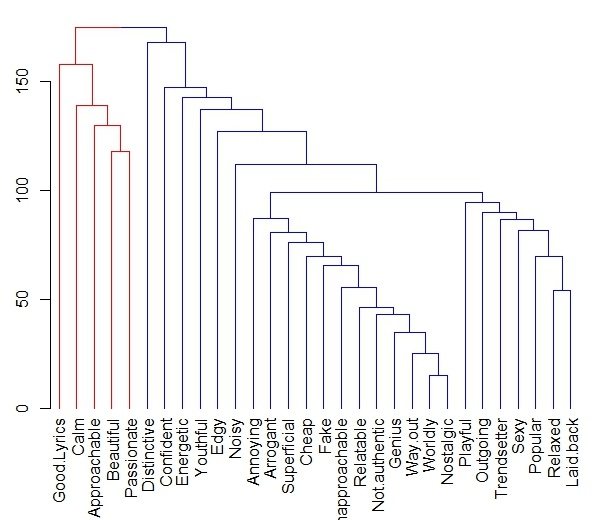 150
100
50
0
Good.Lyrics
Calm
Approachable
Beautiful
Passionate
Distinctive
Confident
Energetic
Youthful
Edgy
Noisy
Annoying
Arrogant
Superficial
Cheap
Fake
napproachable
Relatable
Not.authentic
Genius
Way.out
Worldly
Nostalgic
Playful
Outgoing
Trendsetter
Sexy
Popular
Relaxed
Laid.back